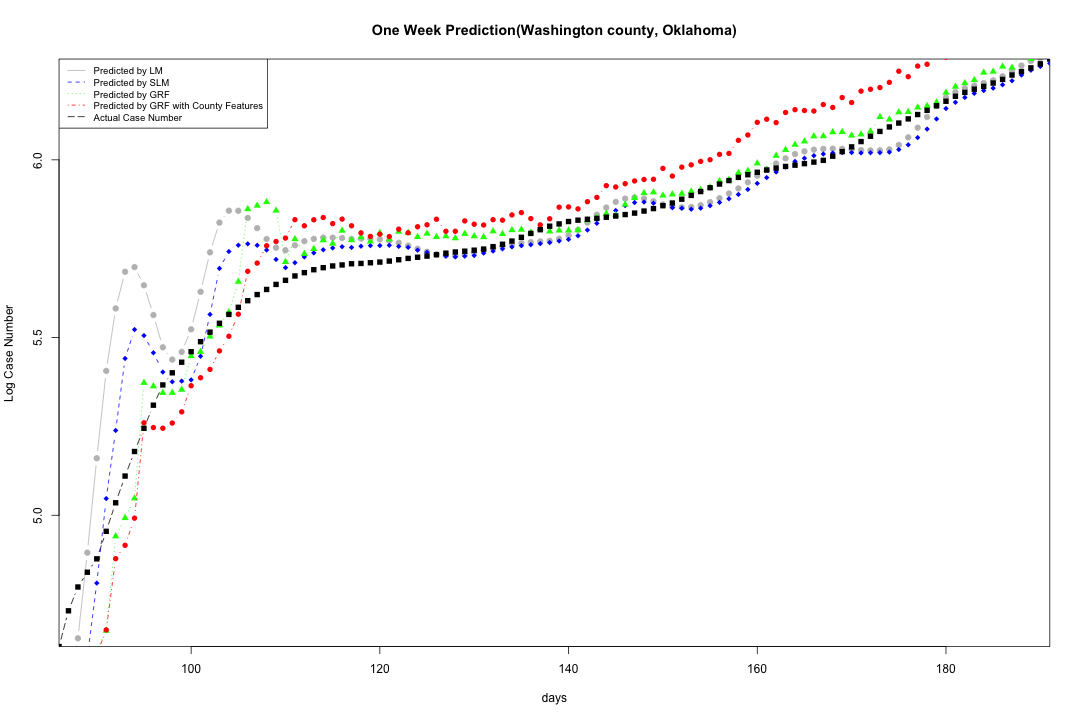 One Week Prediction(Washington county, Oklahoma)
Predicted by LM
Predicted by SLM
Predicted by GRF
Predicted by GRF with County Features
Actual Case Number
Log Case Number
6.0
5.5
5.0
100
120
140
160
180
days